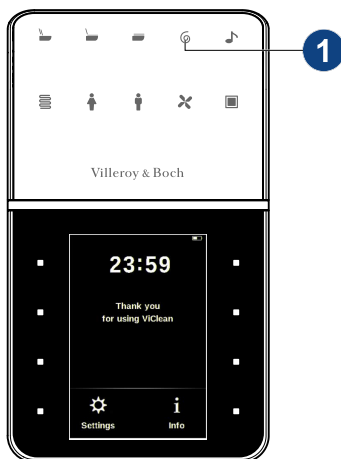 1
Villeroy & Boch
23:59
Thank you
for using ViClean
Settings
Info